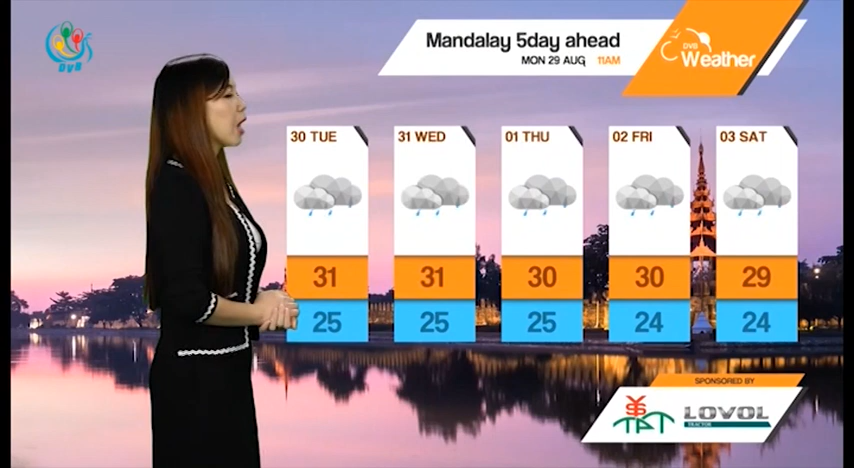 DVB
Mandalay 5day ahead
MON 29 AUG 11AM
DVB
Weather
30 TUE
31 WED
01 THU
02 FRI
03 SAT
31
31
30
30
29
25
25
25
24
24
SPONSORED BY
TPT
LOVOL
TRACTOR